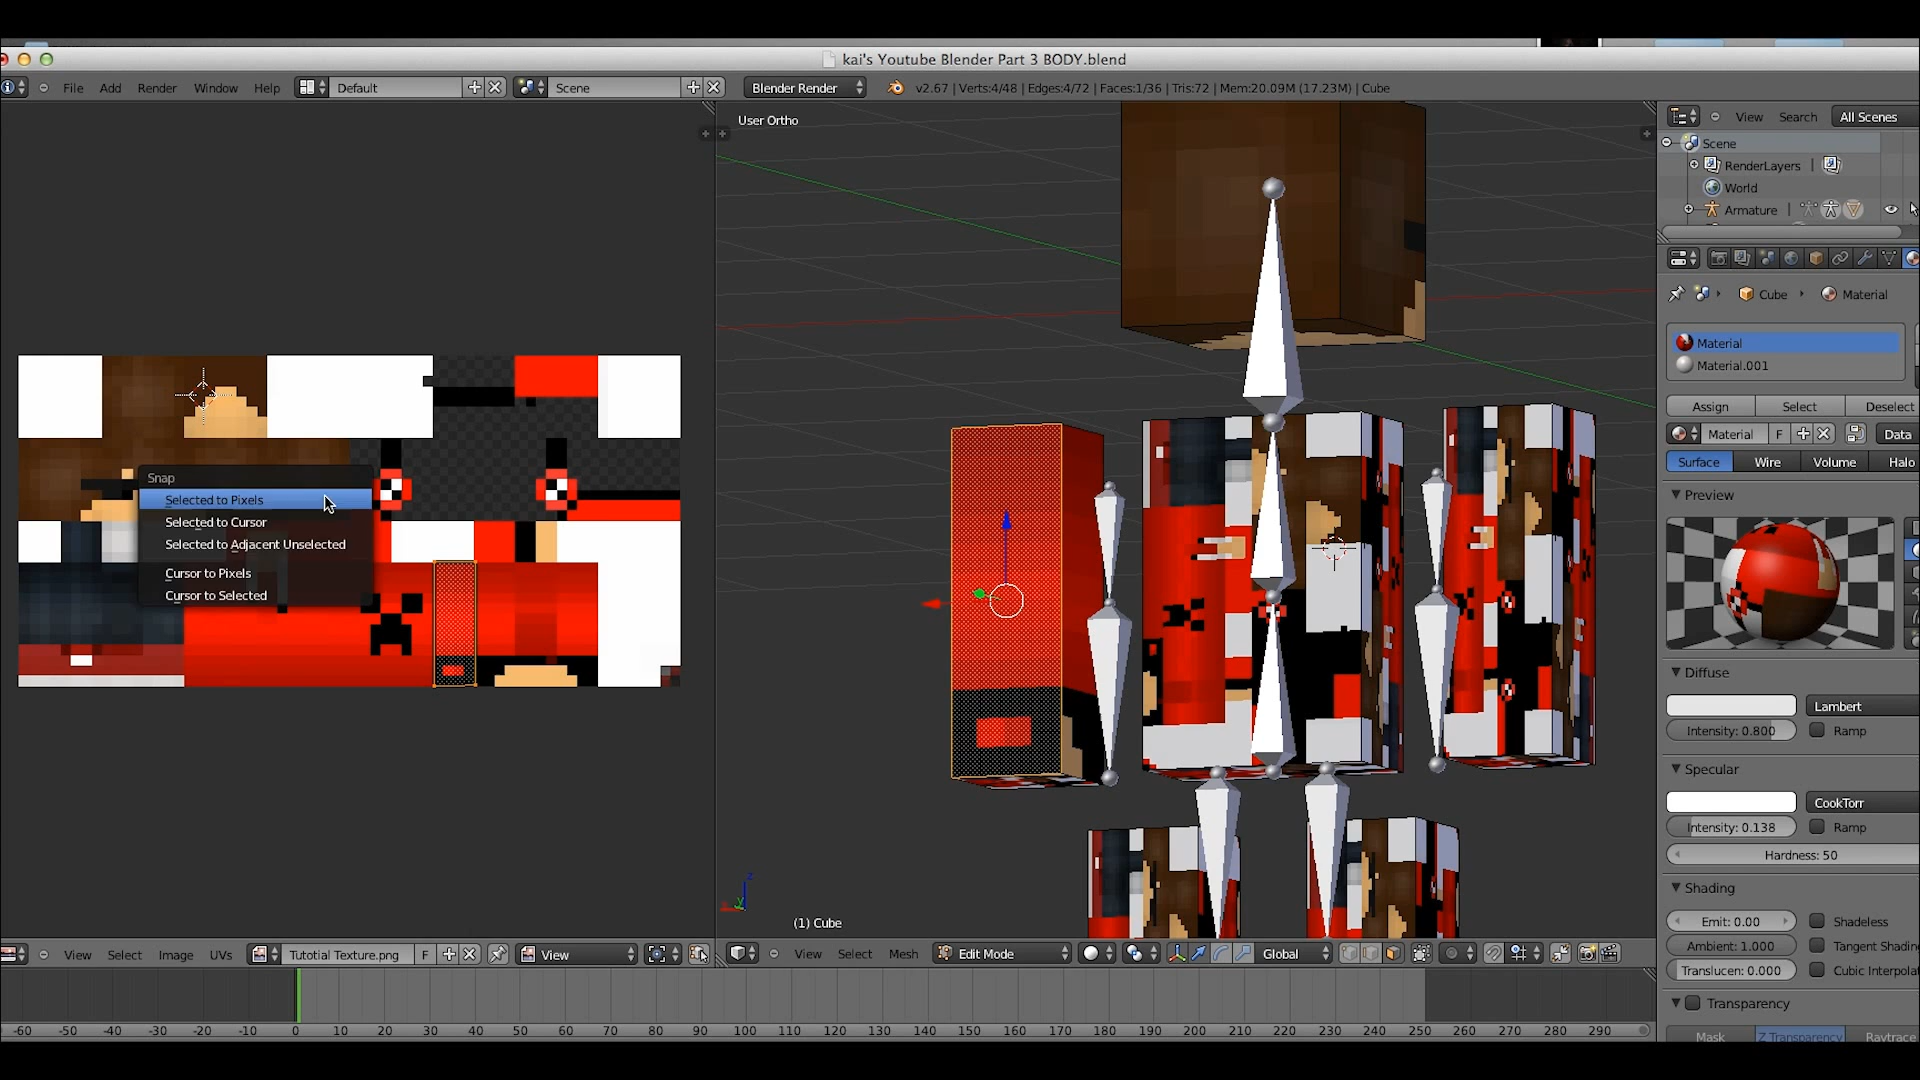 kai's Youtube Blender Part 3 BODY.blend
File Add Render Window Help Default Scene Blender Render v2.67 | Verts:4/48 | Edges:4/72 | Faces:1/36 | Tris:72 | Mem:20.09M (17.23M) | Cube
User Ortho
View Search All Scenes
Scene
RenderLayers |
World
Armature |
Cube Material
Material
Material.001
Assign Select Deselect
Material F Data
Surface Wire Volume Halo
Preview
Snap
Selected to Pixels
Selected to Cursor
Selected to Adjacent Unselected
Cursor to Pixels
Cursor to Selected
Diffuse
Lambert
Intensity: 0.800 Ramp
Specular
CookTorr
Intensity: 0.138 Ramp
Hardness: 50
Shading
Emit: 0.00 Shadeless
Ambient: 1.000 Tangent Shading
Translucen: 0.000 Cubic Interpola
Transparency
Mask Z Transparency Raytrace
z
x y
(1) Cube
View Select Image UVs Tutotial Texture.png F View
View Select Mesh Edit Mode Global
-60 -50 -40 -30 -20 -10 0 10 20 30 40 50 60 70 80 90 100 110 120 130 140 150 160 170 180 190 200 210 220 230 240 250 260 270 280 290